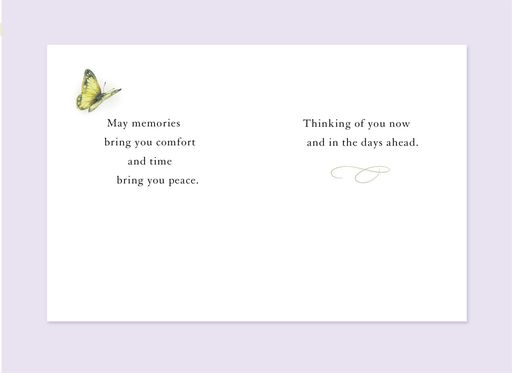 May memories
bring you comfort
and time
bring you peace.
Thinking of you now
and in the days ahead.